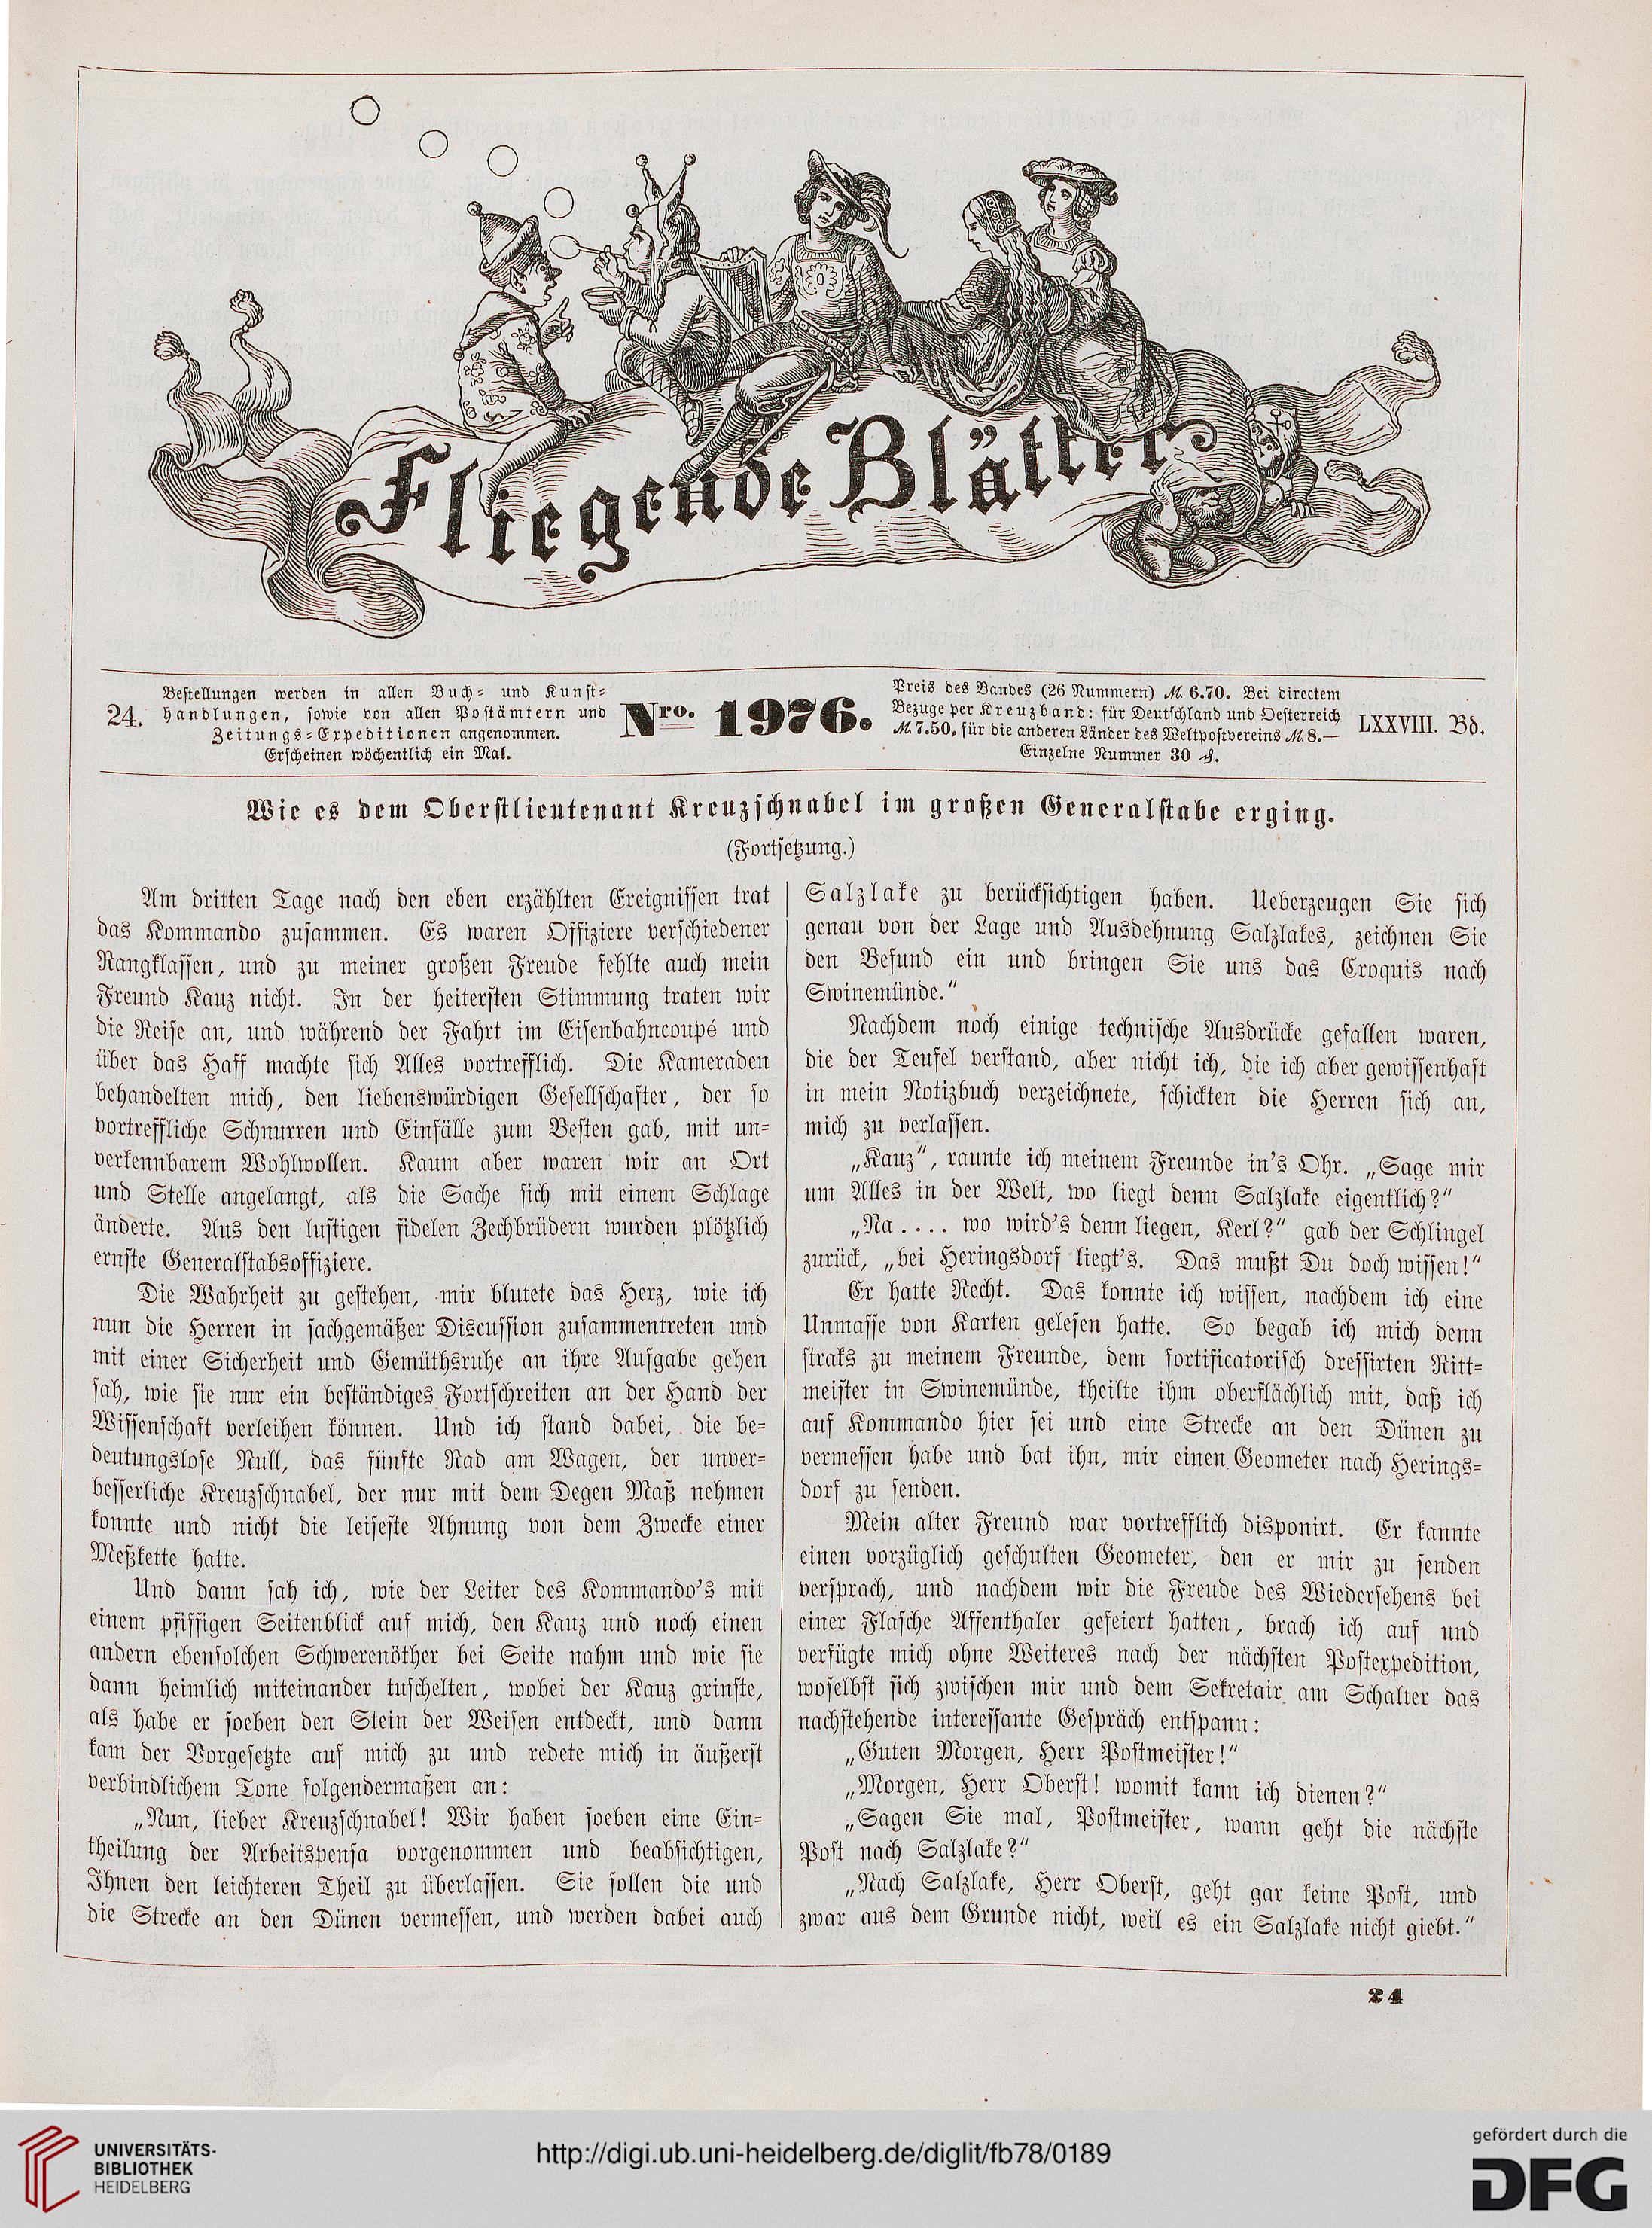 Fliegende Blätter
24.
Bestellungen werden in allen Buch- und Kunst-
handlungen, sowie von allen Postämtern und
Zeitungs-Expeditionen angenommen.
Erscheinen wöchentlich ein Mal.
Nro. 1976.
Preis des Bandes (26 Nummern) M. 6.70. Bei directem
Bezuge per Kreuzband: für Deutschland und Oesterreich
M. 7.50, für die anderen Länder des Weltpostvereins M. 8.—
Einzelne Nummer 30 ₰.
LXXVIII. Bd.
Wie es dem Oberstlieutenant Kreuzschnabel im großen Generalstabe erging.
(Fortsetzung.)
Am dritten Tage nach den eben erzählten Ereignissen trat
das Kommando zusammen. Es waren Offiziere verschiedener
Rangklassen, und zu meiner großen Freude fehlte auch mein
Freund Kauz nicht. In der heitersten Stimmung traten wir
die Reise an, und während der Fahrt im Eisenbahncoupé und
über das Haff machte sich Alles vortrefflich. Die Kameraden
behandelten mich, den liebenswürdigen Gesellschafter, der so
vortreffliche Schnurren und Einfälle zum Besten gab, mit un-
verkennbarem Wohlwollen. Kaum aber waren wir an Ort
und Stelle angelangt, als die Sache sich mit einem Schlage
änderte. Aus den lustigen fidelen Zechbrüdern wurden plötzlich
ernste Generalstabsoffiziere.
Die Wahrheit zu gestehen, mir blutete das Herz, wie ich
nun die Herren in sachgemäßer Discussion zusammentreten und
mit einer Sicherheit und Gemüthsruhe an ihre Aufgabe gehen
sah, wie sie nur ein beständiges Fortschreiten an der Hand der
Wissenschaft verleihen können. Und ich stand dabei, die be-
deutungslose Null, das fünfte Rad am Wagen, der unver-
besserliche Kreuzschnabel, der nur mit dem Degen Maß nehmen
konnte und nicht die leiseste Ahnung von dem Zwecke einer
Meßkette hatte.
Und dann sah ich, wie der Leiter des Kommando's mit
einem pfiffigen Seitenblick auf mich, den Kauz und noch einen
andern ebensolchen Schwerenöther bei Seite nahm und wie sie
dann heimlich miteinander tuschelten, wobei der Kauz grinste,
als habe er soeben den Stein der Weisen entdeckt, und dann
kam der Vorgesetzte auf mich zu und redete mich in äußerst
verbindlichem Tone folgendermaßen an:
„Nun, lieber Kreuzschnabel! Wir haben soeben eine Ein-
theilung der Arbeitspensa vorgenommen und beabsichtigen,
Ihnen den leichteren Theil zu überlassen. Sie sollen die und
die Strecke an den Dünen vermessen, und werden dabei auch
Salzlake zu berücksichtigen haben. Ueberzeugen Sie sich
genau von der Lage und Ausdehnung Salzlakes, zeichnen Sie
den Befund ein und bringen Sie uns das Croquis nach
Swinemünde.“
Nachdem noch einige technische Ausdrücke gefallen waren,
die der Teufel verstand, aber nicht ich, die ich aber gewissenhaft
in mein Notizbuch verzeichnete, schickten die Herren sich an,
mich zu verlassen.
„Kauz“, raunte ich meinem Freunde in's Ohr. „Sage mir
um Alles in der Welt, wo liegt denn Salzlake eigentlich?“
„Na .... wo wird's denn liegen, Kerl?“ gab der Schlingel
zurück, „bei Heringsdorf liegt's. Das mußt Du doch wissen!“
Er hatte Recht. Das konnte ich wissen, nachdem ich eine
Unmasse von Karten gelesen hatte. So begab ich mich denn
straks zu meinem Freunde, dem fortificatorisch dressirten Ritt-
meister in Swinemünde, theilte ihm oberflächlich mit, daß ich
auf Kommando hier sei und eine Strecke an den Dünen zu
vermessen habe und bat ihn, mir einen Geometer nach Herings-
dorf zu senden.
Mein alter Freund war vortrefflich disponirt. Er kannte
einen vorzüglich geschulten Geometer, den er mir zu senden
versprach, und nachdem wir die Freude des Wiedersehens bei
einer Flasche Affenthaler gefeiert hatten, brach ich auf und
verfügte mich ohne Weiteres nach der nächsten Postexpedition,
woselbst sich zwischen mir und dem Sekretair am Schalter das
nachstehende interessante Gespräch entspann:
„Guten Morgen, Herr Postmeister!“
„Morgen, Herr Oberst! womit kann ich dienen?“
„Sagen Sie mal, Postmeister, wann geht die nächste
Post nach Salzlake?“
„Nach Salzlake, Herr Oberst, geht gar keine Post, und
zwar aus dem Grunde nicht, weil es ein Salzlake nicht giebt.“
24
UNIVERSITÄTS-
BIBLIOTHEK
HEIDELBERG
http://digi.ub.uni-heidelberg.de/diglit/fb78/0189
gefördert durch die
DFG